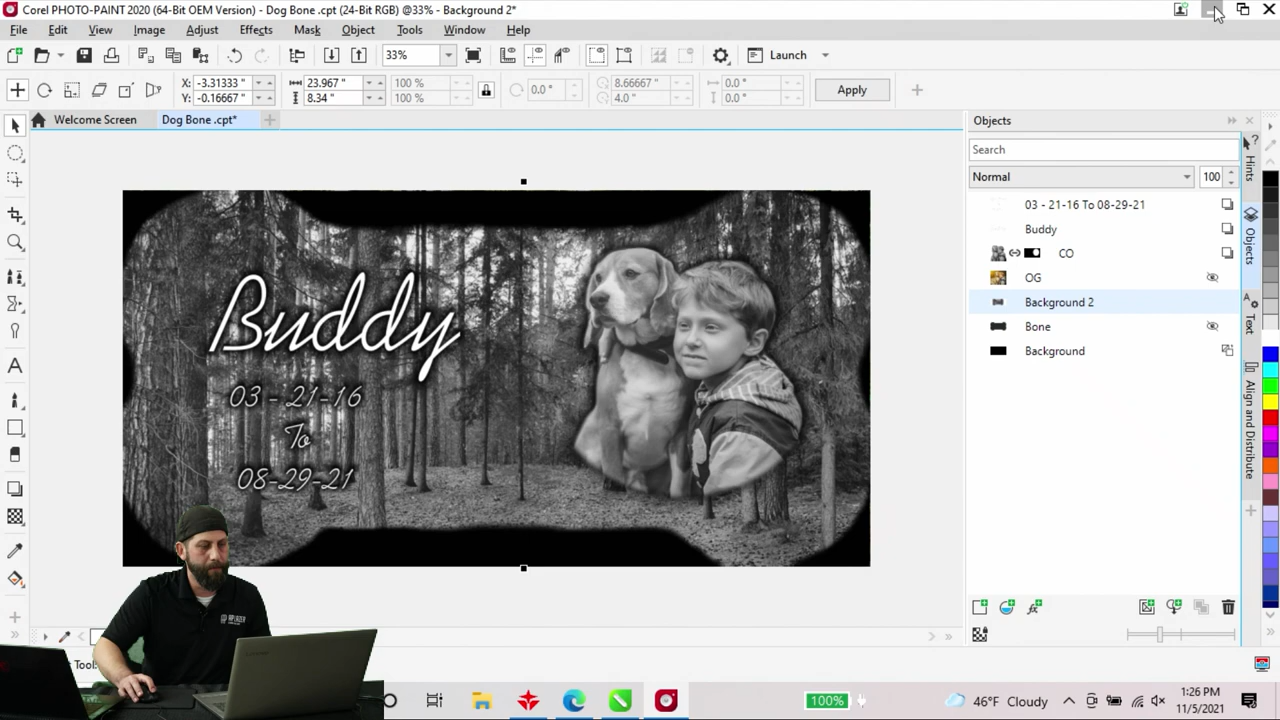 Corel PHOTO-PAINT 2020 (64-Bit OEM Version) - Dog Bone .cpt (24-Bit RGB) @33% - Background 2*
File Edit View Image Adjust Effects Mask Object Tools Window Help
33% Launch
X: -3.31333 " 23.967 " 100 % 0.0 ° 8.66667 " 0.0 °
Y: -0.16667 " 8.34 " 100 % 4.0 " 0.0 ° Apply
Welcome Screen Dog Bone .cpt*
Objects
Search
Normal 100
03 - 21-16 To 08-29-21
Buddy
CO
OG
Background 2
Bone
Background
Hints
Objects
Text
Align and Distribute
Buddy
03 - 21-16
To
08-29-21
100% 46°F Cloudy 1:26 PM
11/5/2021